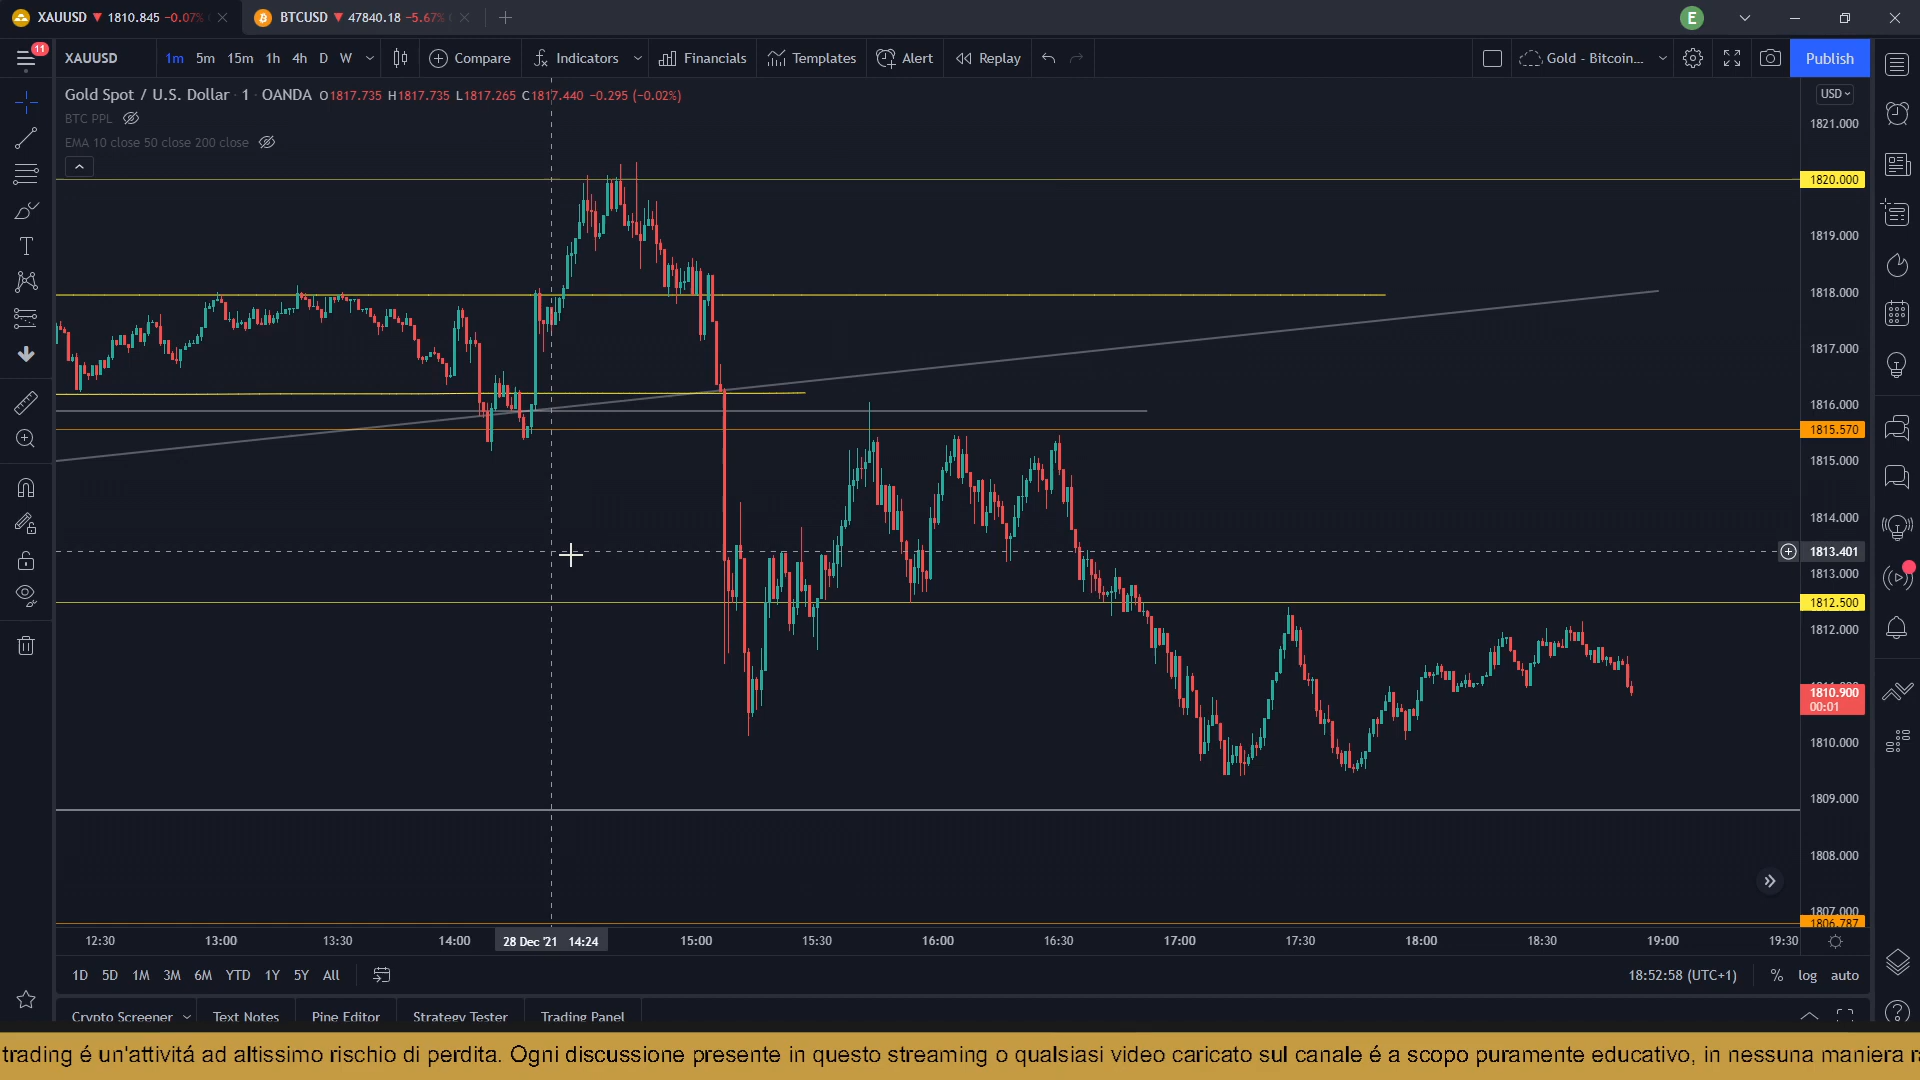 XAUUSD ▼ 1810.845 −0.07%
BTCUSD ▼ 47840.18 −5.67%
E
11
XAUUSD 1m 5m 15m 1h 4h D W Compare Indicators Financials Templates Alert Replay Gold - Bitcoin... Publish
Gold Spot / U.S. Dollar · 1 · OANDA O1817.735 H1817.735 L1817.265 C1817.440 −0.295 (−0.02%)
USD
BTC PPL
EMA 10 close 50 close 200 close
1821.000
1820.000
1819.000
1818.000
1817.000
1816.000
1815.570
1815.000
1814.000
1813.401
1813.000
1812.500
1812.000
1810.900
00:01
1810.000
1809.000
1808.000
1807.000
1806.787
12:30 13:00 13:30 14:00 28 Dec '21 14:24 15:00 15:30 16:00 16:30 17:00 17:30 18:00 18:30 19:00 19:30
1D 5D 1M 3M 6M YTD 1Y 5Y All 18:52:58 (UTC+1) % log auto
Crypto Screener Text Notes Pine Editor Strategy Tester Trading Panel
trading é un'attivitá ad altissimo rischio di perdita. Ogni discussione presente in questo streaming o qualsiasi video caricato sul canale é a scopo puramente educativo, in nessuna maniera